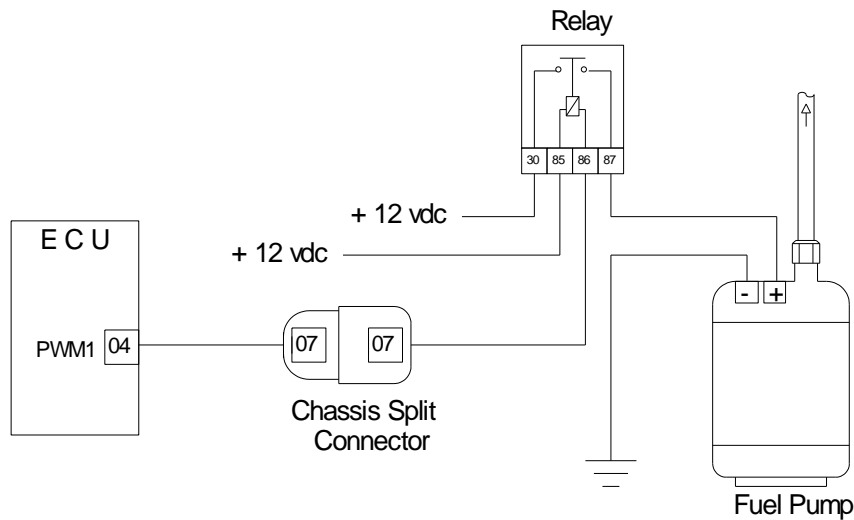 Relay
30 85 86 87
+ 12 vdc
+ 12 vdc
E C U
PWM1 04
07 07
- +
Chassis Split
Connector
Fuel Pump